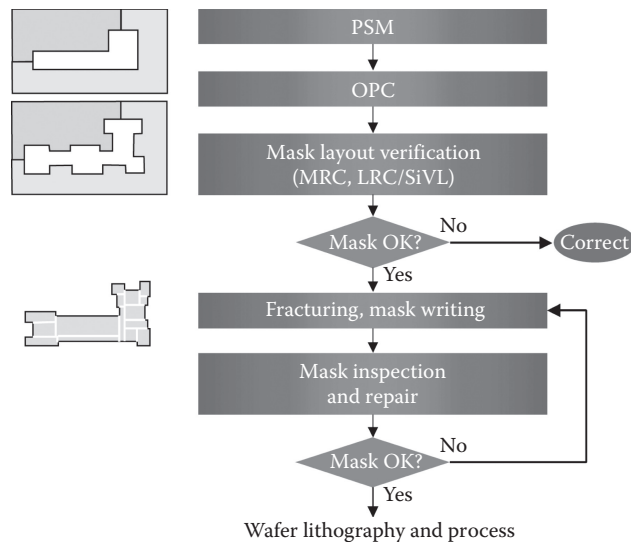 PSM
OPC
Mask layout verification
(MRC, LRC/SiVL)
Mask OK?
No
Correct
Yes
Fracturing, mask writing
Mask inspection
and repair
Mask OK?
No
Yes
Wafer lithography and process